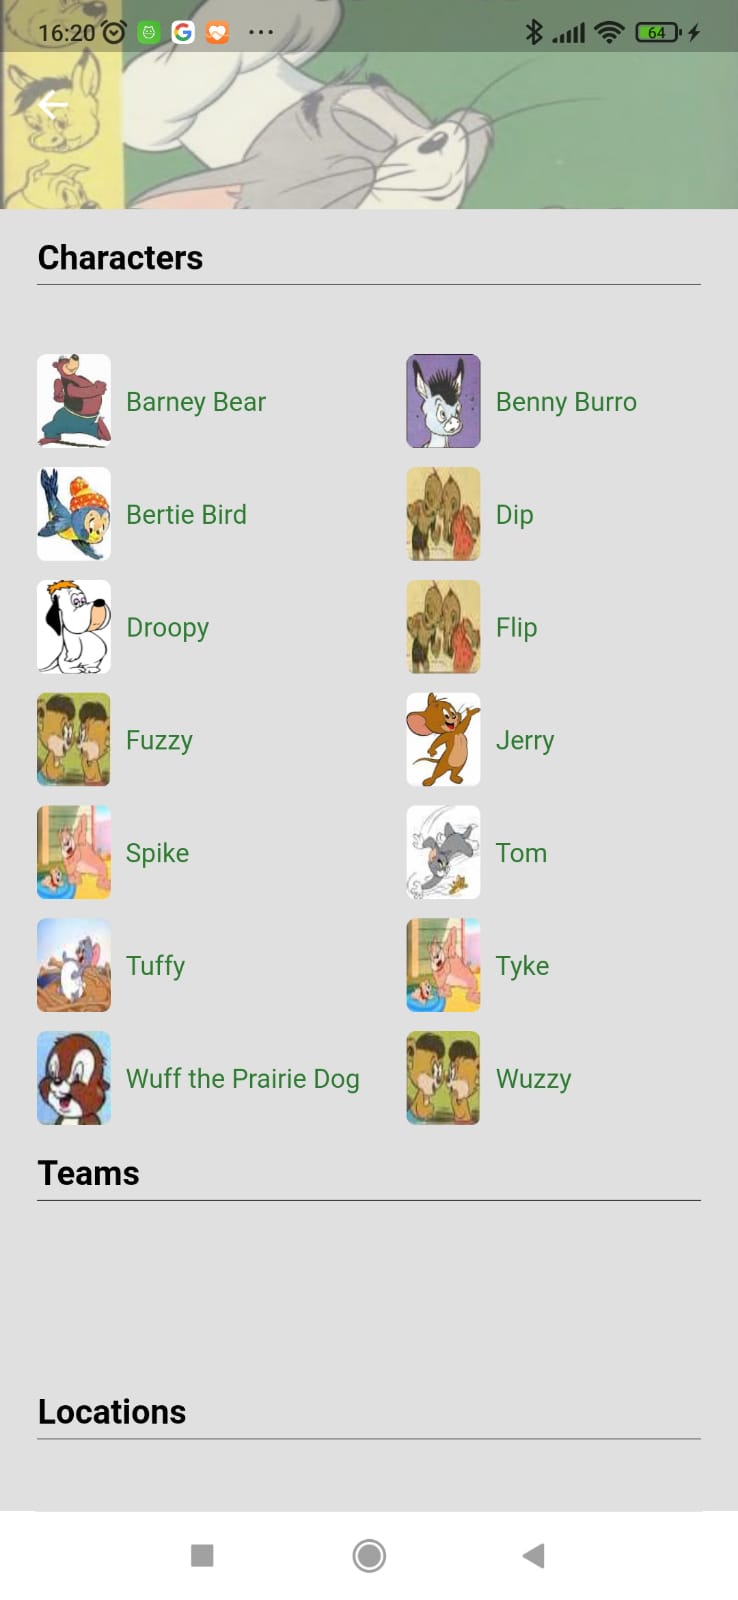 16:20
64
Characters
Barney Bear
Benny Burro
Bertie Bird
Dip
Droopy
Flip
Fuzzy
Jerry
Spike
Tom
Tuffy
Tyke
Wuff the Prairie Dog
Wuzzy
Teams
Locations